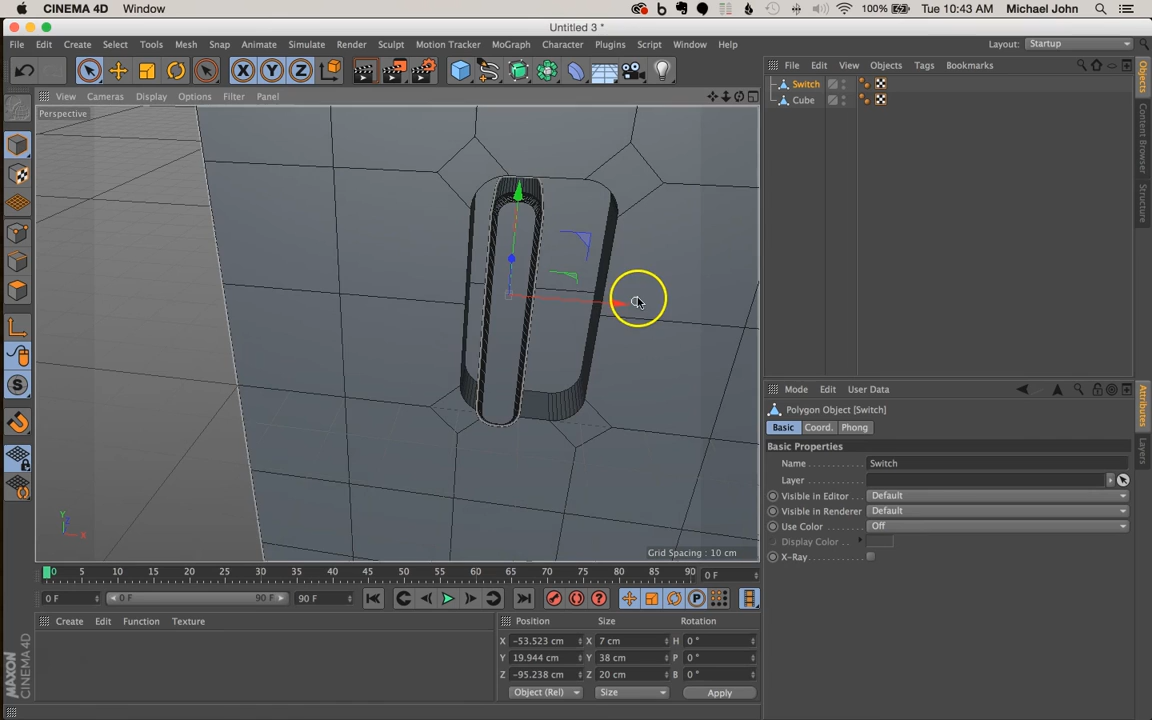 CINEMA 4D Window 100% Tue 10:43 AM Michael John
Untitled 3 *
File Edit Create Select Tools Mesh Snap Animate Simulate Render Sculpt Motion Tracker MoGraph Character Plugins Script Window Help Layout: Startup
X Y Z
File Edit View Objects Tags Bookmarks
Objects
Content Browser
Structure
Switch
Cube
View Cameras Display Options Filter Panel
Perspective
Y
X
Grid Spacing : 10 cm
Mode Edit User Data
Attributes
Layers
Polygon Object [Switch]
Basic Coord. Phong
Basic Properties
Name Switch
Layer
Visible in Editor Default
Visible in Renderer Default
Use Color Off
Display Color
X-Ray
0 5 10 15 20 25 30 35 40 45 50 55 60 65 70 75 80 85 90 0 F
0 F 0 F 90 F 90 F
P
Create Edit Function Texture
Position Size Rotation
X -53.523 cm X 7 cm H 0 °
Y 19.944 cm Y 38 cm P 0 °
Z -95.238 cm Z 20 cm B 0 °
Object (Rel) Size Apply
MAXON
CINEMA 4D